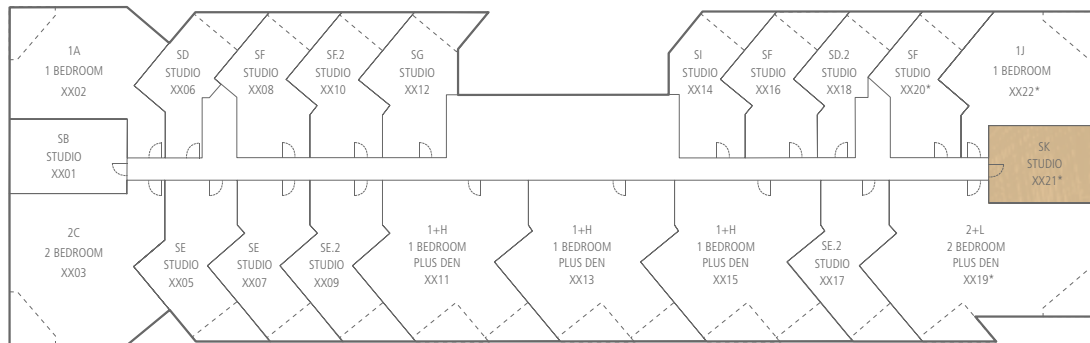 1A
1 BEDROOM
XX02
SD
STUDIO
XX06
SF
STUDIO
XX08
SF.2
STUDIO
XX10
SG
STUDIO
XX12
SI
STUDIO
XX14
SF
STUDIO
XX16
SD.2
STUDIO
XX18
SF
STUDIO
XX20*
1J
1 BEDROOM
XX22*
SB
STUDIO
XX01
SK
STUDIO
XX21*
2C
2 BEDROOM
XX03
SE
STUDIO
XX05
SE
STUDIO
XX07
SE.2
STUDIO
XX09
1+H
1 BEDROOM
PLUS DEN
XX11
1+H
1 BEDROOM
PLUS DEN
XX13
1+H
1 BEDROOM
PLUS DEN
XX15
SE.2
STUDIO
XX17
2+L
2 BEDROOM
PLUS DEN
XX19*